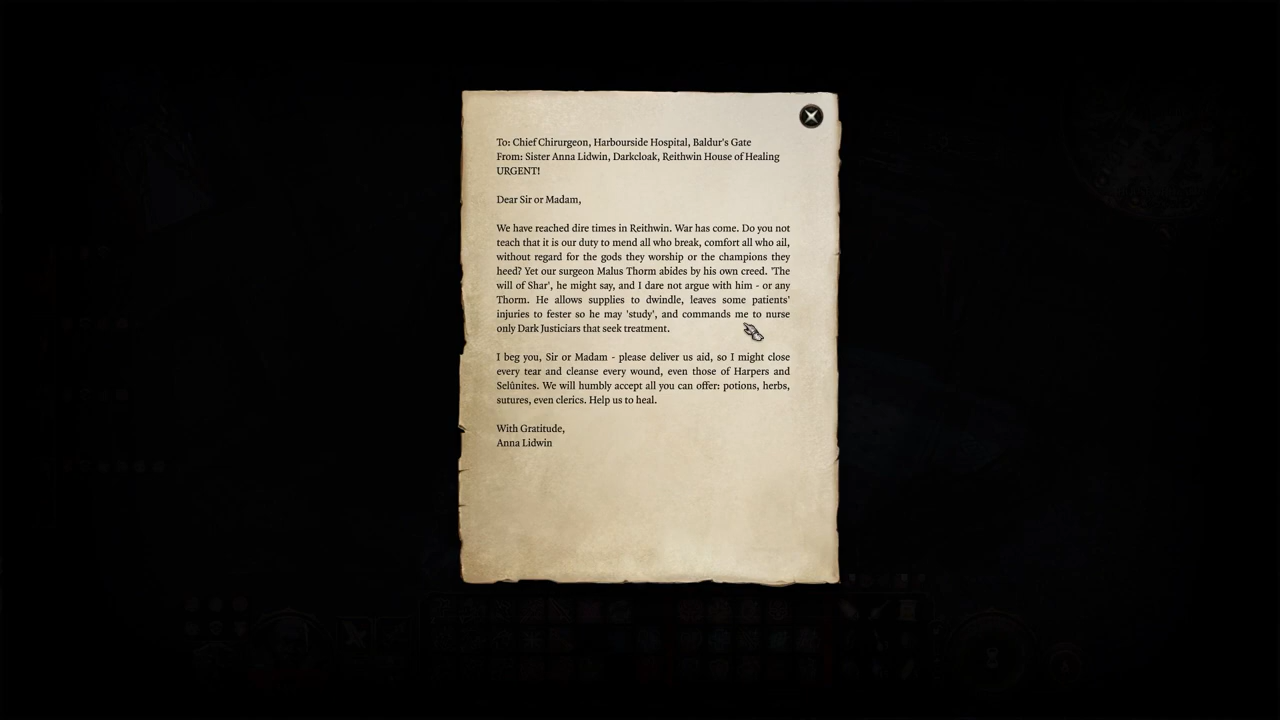 To: Chief Chirurgeon, Harbourside Hospital, Baldur's Gate
From: Sister Anna Lidwin, Darkcloak, Reithwin House of Healing
URGENT!
Dear Sir or Madam,
We have reached dire times in Reithwin. War has come. Do you not
teach that it is our duty to mend all who break, comfort all who ail,
without regard for the gods they worship or the champions they
heed? Yet our surgeon Malus Thorm abides by his own creed. 'The
will of Shar', he might say, and I dare not argue with him - or any
Thorm. He allows supplies to dwindle, leaves some patients'
injuries to fester so he may 'study', and commands me to nurse
only Dark Justiciars that seek treatment.
I beg you, Sir or Madam - please deliver us aid, so I might close
every tear and cleanse every wound, even those of Harpers and
Selûnites. We will humbly accept all you can offer: potions, herbs,
sutures, even clerics. Help us to heal.
With Gratitude,
Anna Lidwin